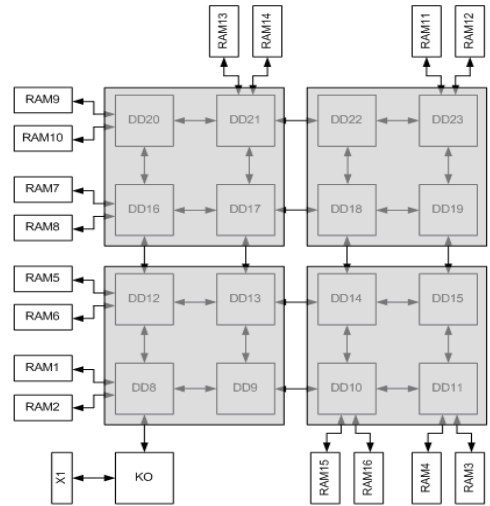 RAM13
RAM14
RAM11
RAM12
RAM9
RAM10
DD20
DD21
DD22
DD23
RAM7
RAM8
DD16
DD17
DD18
DD19
RAM5
RAM6
DD12
DD13
DD14
DD15
RAM1
RAM2
DD8
DD9
DD10
DD11
X1
KO
RAM15
RAM16
RAM4
RAM3